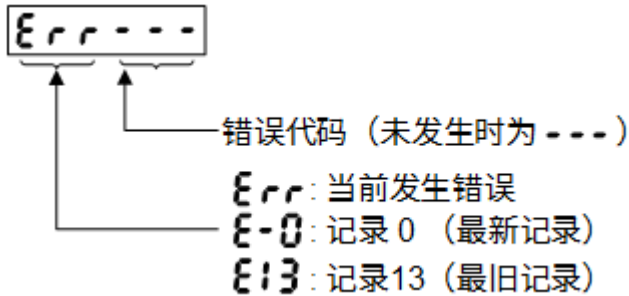 Err---
错误代码（未发生时为---）
Err: 当前发生错误
E-0: 记录 0 （最新记录）
E13: 记录13（最旧记录）